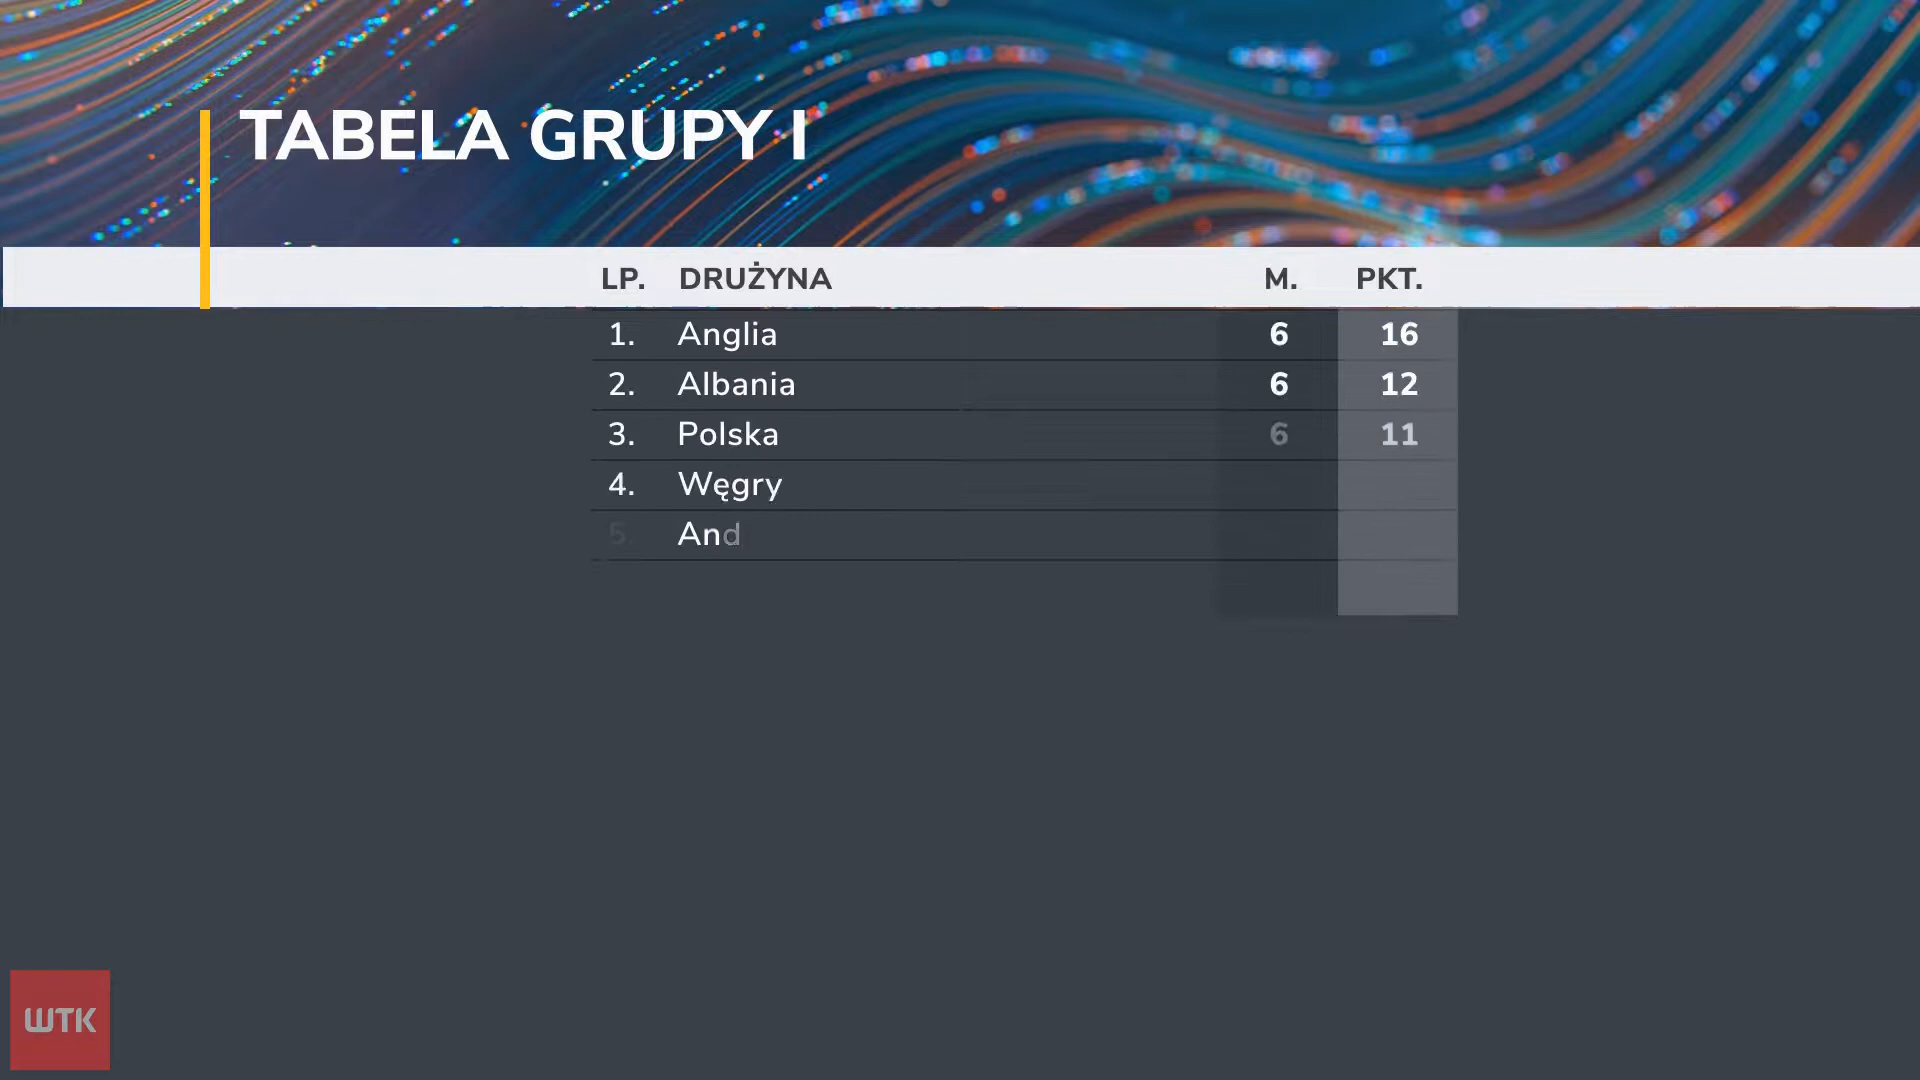 TABELA GRUPY I
LP. DRUŻYNA M. PKT.
1. Anglia 6 16
2. Albania 6 12
3. Polska 6 11
4. Węgry
5. And
WTK